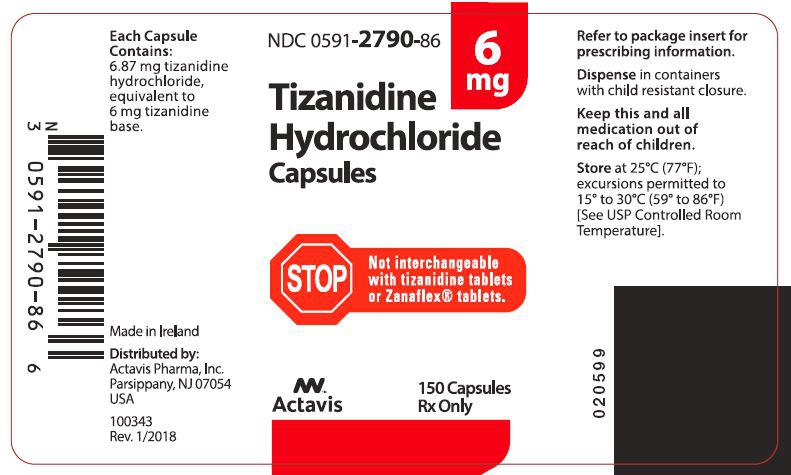 Each Capsule
Contains:
6.87 mg tizanidine
hydrochloride,
equivalent to
6 mg tizanidine
base.
N
3 0591-2790-86 6
Made in Ireland
Distributed by:
Actavis Pharma, Inc.
Parsippany, NJ 07054
USA
100343
Rev. 1/2018
NDC 0591-2790-86
6
mg
Tizanidine
Hydrochloride
Capsules
STOP
Not interchangeable
with tizanidine tablets
or Zanaflex® tablets.
Actavis
150 Capsules
Rx Only
Refer to package insert for
prescribing information.
Dispense in containers
with child resistant closure.
Keep this and all
medication out of
reach of children.
Store at 25°C (77°F);
excursions permitted to
15° to 30°C (59° to 86°F)
[See USP Controlled Room
Temperature].
020599